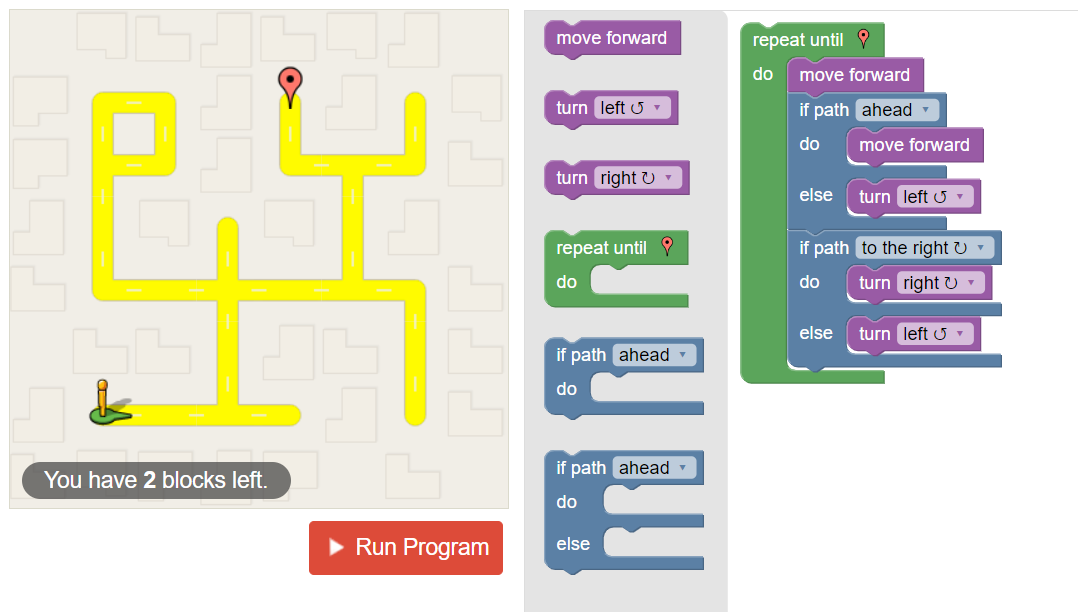 You have 2 blocks left.
Run Program
move forward
turn left ↺ ▼
turn right ↻ ▼
repeat until
do
if path ahead ▼
do
if path ahead ▼
do
else
repeat until
do move forward
if path ahead ▼
do move forward
else turn left ↺ ▼
if path to the right ↻ ▼
do turn right ↻ ▼
else turn left ↺ ▼